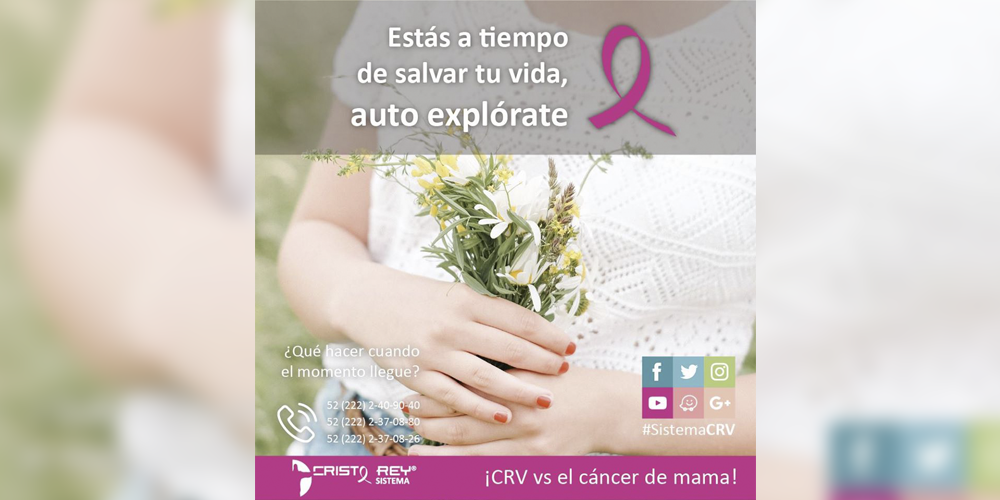 Estás a tiempo
de salvar tu vida,
auto explórate
¿Qué hacer cuando
el momento llegue?
52 (222) 2-40-90-40
52 (222) 2-37-08-80
52 (222) 2-37-08-26
#SistemaCRV
CRISTO REY®
SISTEMA
¡CRV vs el cáncer de mama!